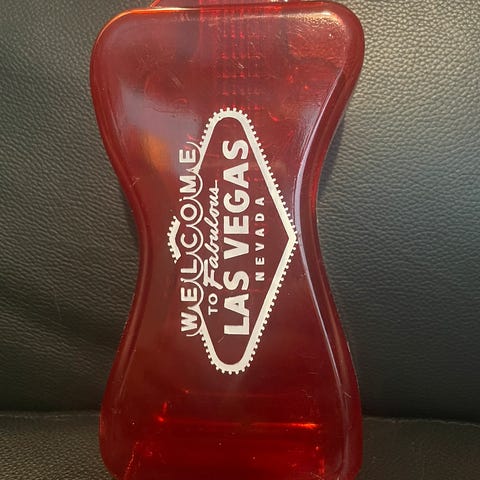 WELCOME
TO Fabulous
LAS VEGAS
NEVADA